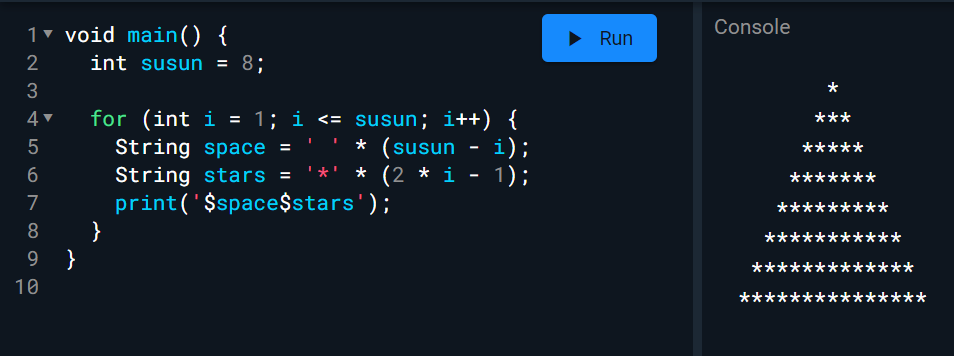 1 void main() {
2   int susun = 8;
3
4   for (int i = 1; i <= susun; i++) {
5     String space = ' ' * (susun - i);
6     String stars = '*' * (2 * i - 1);
7     print('$space$stars');
8   }
9 }
10
Run
Console
       *
      ***
     *****
    *******
   *********
  ***********
 *************
***************